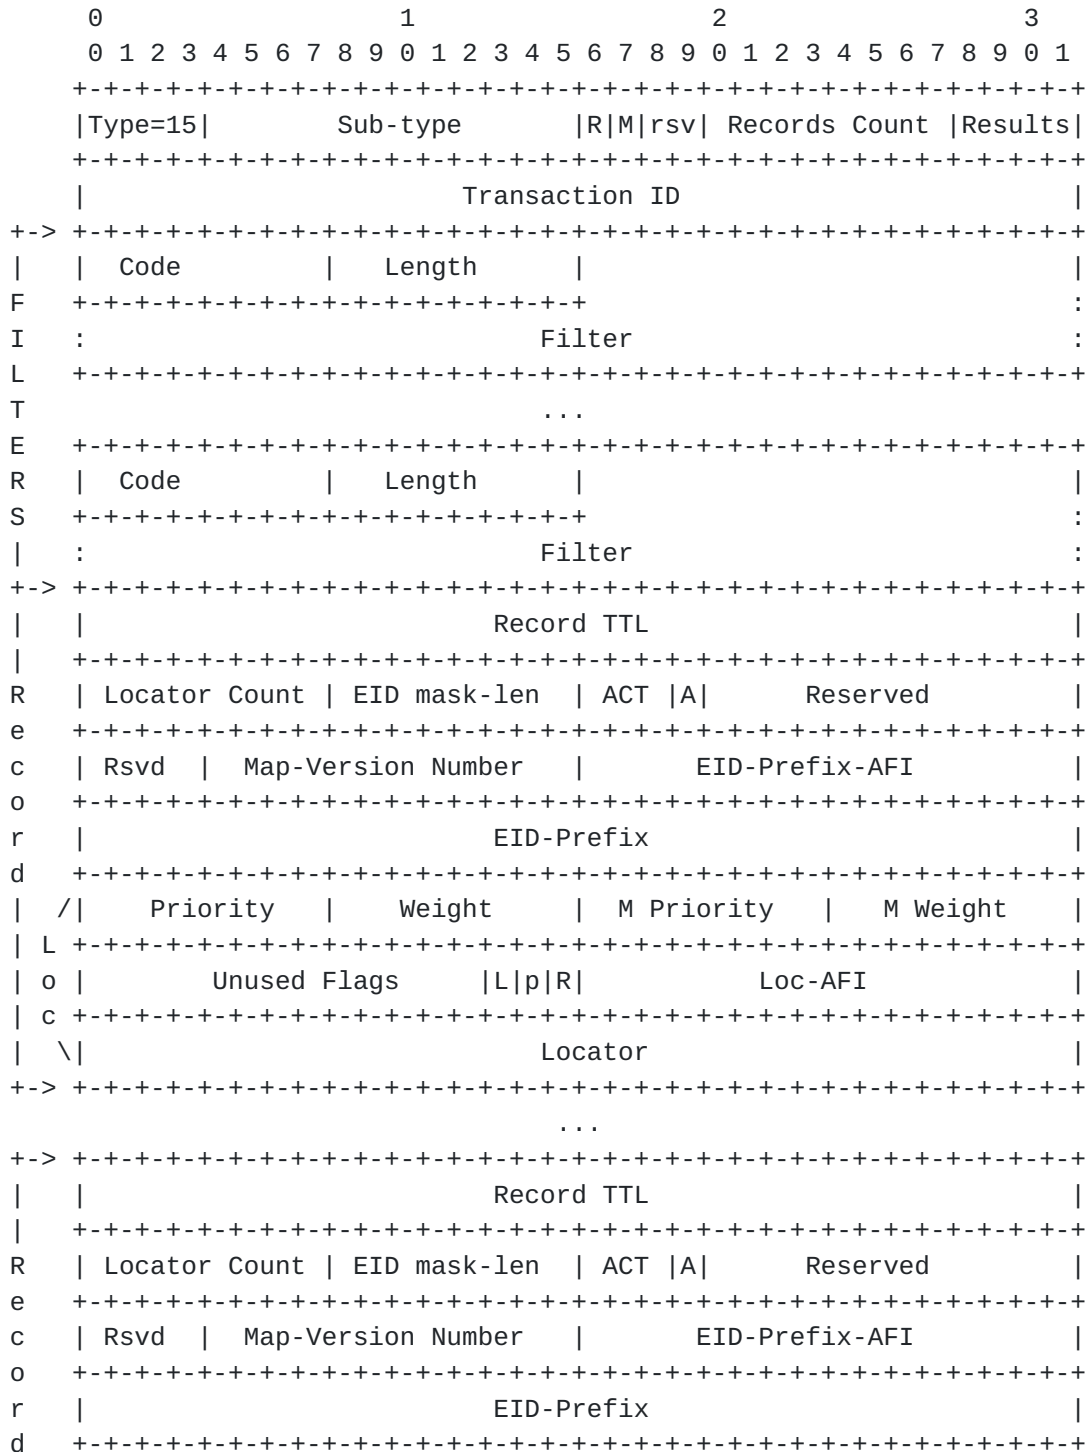 0                   1                   2                   3
      0 1 2 3 4 5 6 7 8 9 0 1 2 3 4 5 6 7 8 9 0 1 2 3 4 5 6 7 8 9 0 1
     +-+-+-+-+-+-+-+-+-+-+-+-+-+-+-+-+-+-+-+-+-+-+-+-+-+-+-+-+-+-+-+-+
     |Type=15|        Sub-type       |R|M|rsv| Records Count |Results|
     +-+-+-+-+-+-+-+-+-+-+-+-+-+-+-+-+-+-+-+-+-+-+-+-+-+-+-+-+-+-+-+-+
     |                        Transaction ID                         |
 +-> +-+-+-+-+-+-+-+-+-+-+-+-+-+-+-+-+-+-+-+-+-+-+-+-+-+-+-+-+-+-+-+-+
 |   |  Code         |   Length      |                               |
 F   +-+-+-+-+-+-+-+-+-+-+-+-+-+-+-+-+                               :
 I   :                             Filter                            :
 L   +-+-+-+-+-+-+-+-+-+-+-+-+-+-+-+-+-+-+-+-+-+-+-+-+-+-+-+-+-+-+-+-+
 T                                 ...
 E   +-+-+-+-+-+-+-+-+-+-+-+-+-+-+-+-+-+-+-+-+-+-+-+-+-+-+-+-+-+-+-+-+
 R   |  Code         |   Length      |                               |
 S   +-+-+-+-+-+-+-+-+-+-+-+-+-+-+-+-+                               :
 |   :                             Filter                            :
 +-> +-+-+-+-+-+-+-+-+-+-+-+-+-+-+-+-+-+-+-+-+-+-+-+-+-+-+-+-+-+-+-+-+
 |   |                          Record TTL                           |
 |   +-+-+-+-+-+-+-+-+-+-+-+-+-+-+-+-+-+-+-+-+-+-+-+-+-+-+-+-+-+-+-+-+
 R   | Locator Count | EID mask-len  | ACT |A|      Reserved         |
 e   +-+-+-+-+-+-+-+-+-+-+-+-+-+-+-+-+-+-+-+-+-+-+-+-+-+-+-+-+-+-+-+-+
 c   | Rsvd  |  Map-Version Number   |       EID-Prefix-AFI          |
 o   +-+-+-+-+-+-+-+-+-+-+-+-+-+-+-+-+-+-+-+-+-+-+-+-+-+-+-+-+-+-+-+-+
 r   |                          EID-Prefix                           |
 d   +-+-+-+-+-+-+-+-+-+-+-+-+-+-+-+-+-+-+-+-+-+-+-+-+-+-+-+-+-+-+-+-+
 |  /|    Priority   |    Weight     |  M Priority   |   M Weight    |
 | L +-+-+-+-+-+-+-+-+-+-+-+-+-+-+-+-+-+-+-+-+-+-+-+-+-+-+-+-+-+-+-+-+
 | o |        Unused Flags     |L|p|R|           Loc-AFI             |
 | c +-+-+-+-+-+-+-+-+-+-+-+-+-+-+-+-+-+-+-+-+-+-+-+-+-+-+-+-+-+-+-+-+
 |  \|                             Locator                           |
 +-> +-+-+-+-+-+-+-+-+-+-+-+-+-+-+-+-+-+-+-+-+-+-+-+-+-+-+-+-+-+-+-+-+
                                    ...
 +-> +-+-+-+-+-+-+-+-+-+-+-+-+-+-+-+-+-+-+-+-+-+-+-+-+-+-+-+-+-+-+-+-+
 |   |                          Record TTL                           |
 |   +-+-+-+-+-+-+-+-+-+-+-+-+-+-+-+-+-+-+-+-+-+-+-+-+-+-+-+-+-+-+-+-+
 R   | Locator Count | EID mask-len  | ACT |A|      Reserved         |
 e   +-+-+-+-+-+-+-+-+-+-+-+-+-+-+-+-+-+-+-+-+-+-+-+-+-+-+-+-+-+-+-+-+
 c   | Rsvd  |  Map-Version Number   |       EID-Prefix-AFI          |
 o   +-+-+-+-+-+-+-+-+-+-+-+-+-+-+-+-+-+-+-+-+-+-+-+-+-+-+-+-+-+-+-+-+
 r   |                          EID-Prefix                           |
 d   +-+-+-+-+-+-+-+-+-+-+-+-+-+-+-+-+-+-+-+-+-+-+-+-+-+-+-+-+-+-+-+-+